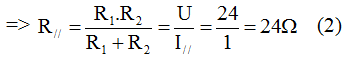 => R// = R1.R2 / R1 + R2 = U / I// = 24 / 1 = 24Ω (2)